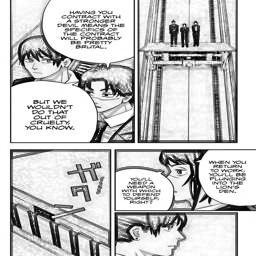 HAVING YOU
CONTRACT WITH
A STRONGER
DEVIL MEANS THE
SPECIFICS OF
THE CONTRACT
WILL PROBABLY
BE PRETTY
BRUTAL.
BUT WE
WOULDN'T
DO THAT
OUT OF
CRUELTY,
YOU KNOW.
ガタ
WHEN YOU
RETURN
TO WORK,
YOU'LL BE
PLUNGING
INTO THE
LION'S
DEN.
YOU'LL
NEED A
WEAPON
WITH WHICH
TO DEFEND
YOURSELF,
RIGHT?